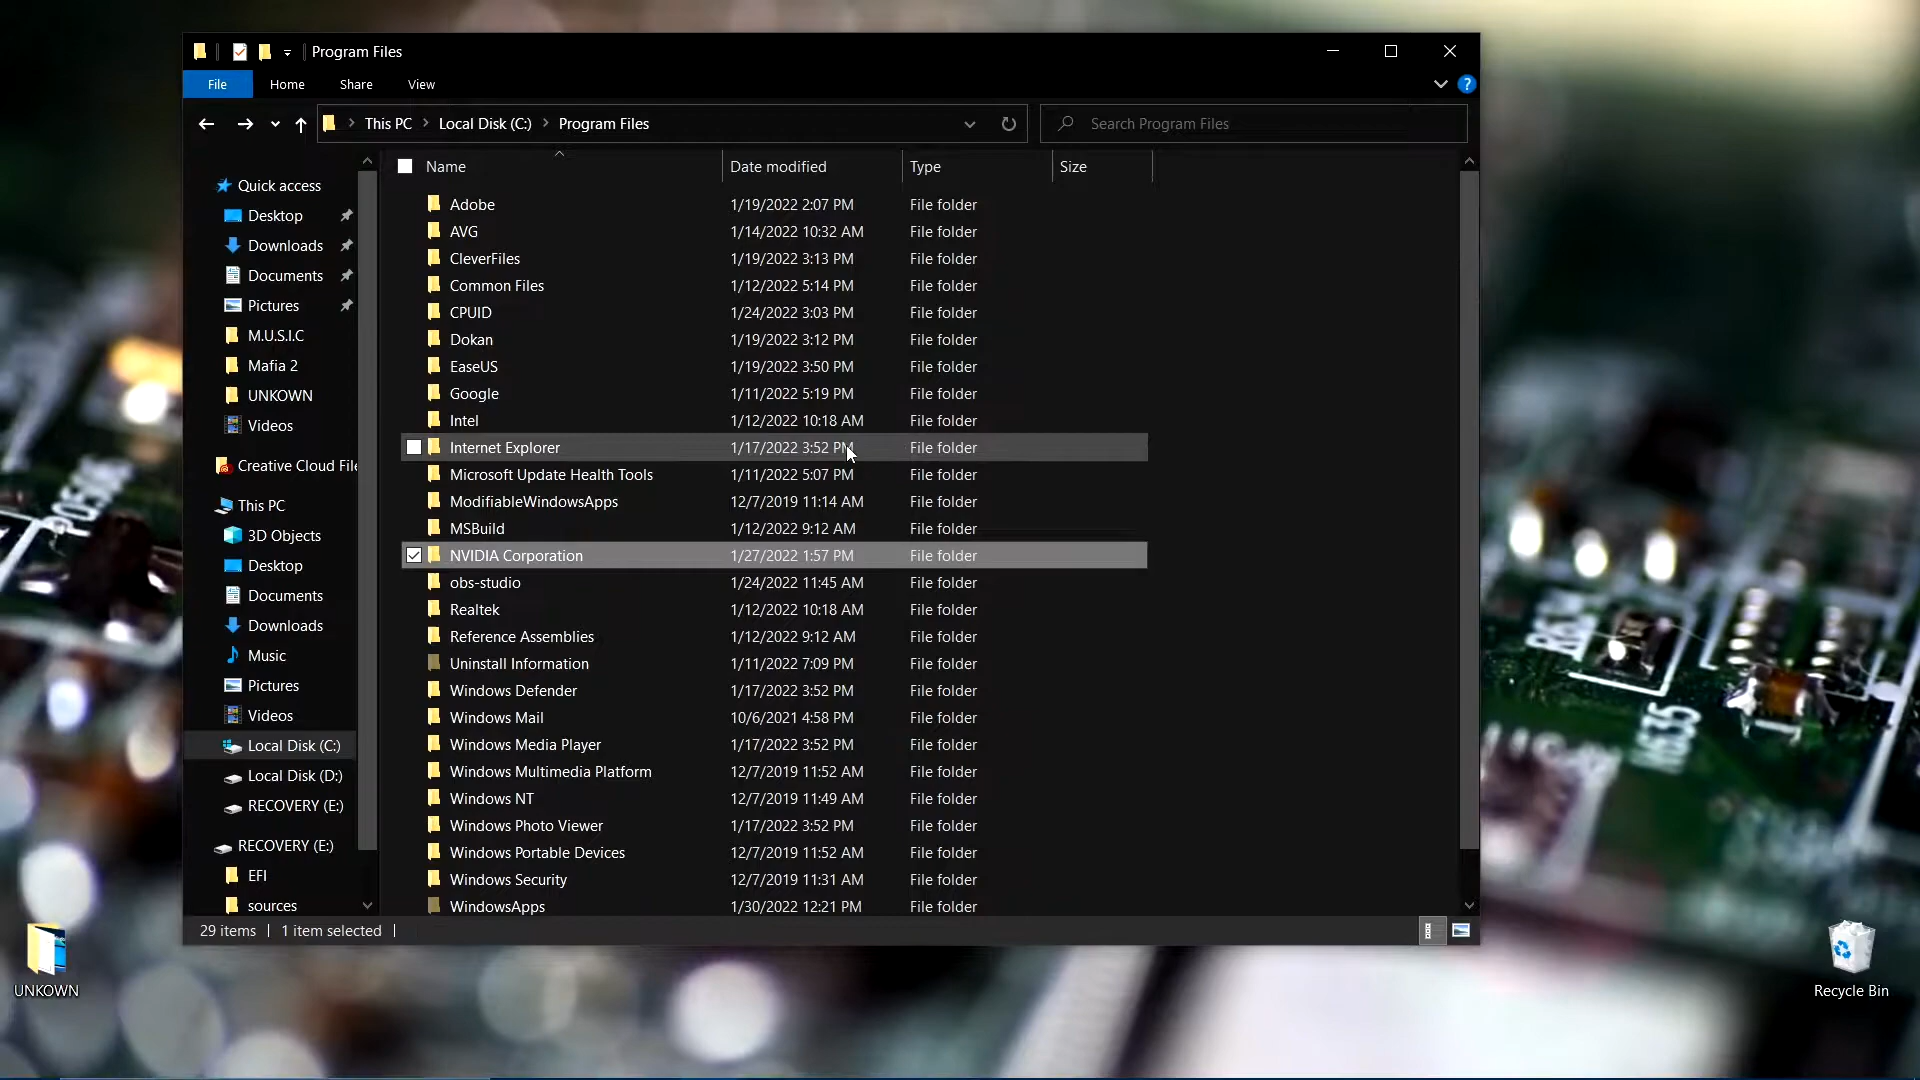 Program Files
File Home Share View
This PC Local Disk (C:) Program Files Search Program Files
Name Date modified Type Size
Quick access
Desktop
Downloads
Documents
Pictures
M.U.S.I.C
Mafia 2
UNKOWN
Videos
Creative Cloud File
This PC
3D Objects
Desktop
Documents
Downloads
Music
Pictures
Videos
Local Disk (C:)
Local Disk (D:)
RECOVERY (E:)
RECOVERY (E:)
EFI
sources
Adobe 1/19/2022 2:07 PM File folder
AVG 1/14/2022 10:32 AM File folder
CleverFiles 1/19/2022 3:13 PM File folder
Common Files 1/12/2022 5:14 PM File folder
CPUID 1/24/2022 3:03 PM File folder
Dokan 1/19/2022 3:12 PM File folder
EaseUS 1/19/2022 3:50 PM File folder
Google 1/11/2022 5:19 PM File folder
Intel 1/12/2022 10:18 AM File folder
Internet Explorer 1/17/2022 3:52 PM File folder
Microsoft Update Health Tools 1/11/2022 5:07 PM File folder
ModifiableWindowsApps 12/7/2019 11:14 AM File folder
MSBuild 1/12/2022 9:12 AM File folder
NVIDIA Corporation 1/27/2022 1:57 PM File folder
obs-studio 1/24/2022 11:45 AM File folder
Realtek 1/12/2022 10:18 AM File folder
Reference Assemblies 1/12/2022 9:12 AM File folder
Uninstall Information 1/11/2022 7:09 PM File folder
Windows Defender 1/17/2022 3:52 PM File folder
Windows Mail 10/6/2021 4:58 PM File folder
Windows Media Player 1/17/2022 3:52 PM File folder
Windows Multimedia Platform 12/7/2019 11:52 AM File folder
Windows NT 12/7/2019 11:49 AM File folder
Windows Photo Viewer 1/17/2022 3:52 PM File folder
Windows Portable Devices 12/7/2019 11:52 AM File folder
Windows Security 12/7/2019 11:31 AM File folder
WindowsApps 1/30/2022 12:21 PM File folder
29 items 1 item selected
UNKOWN
Recycle Bin